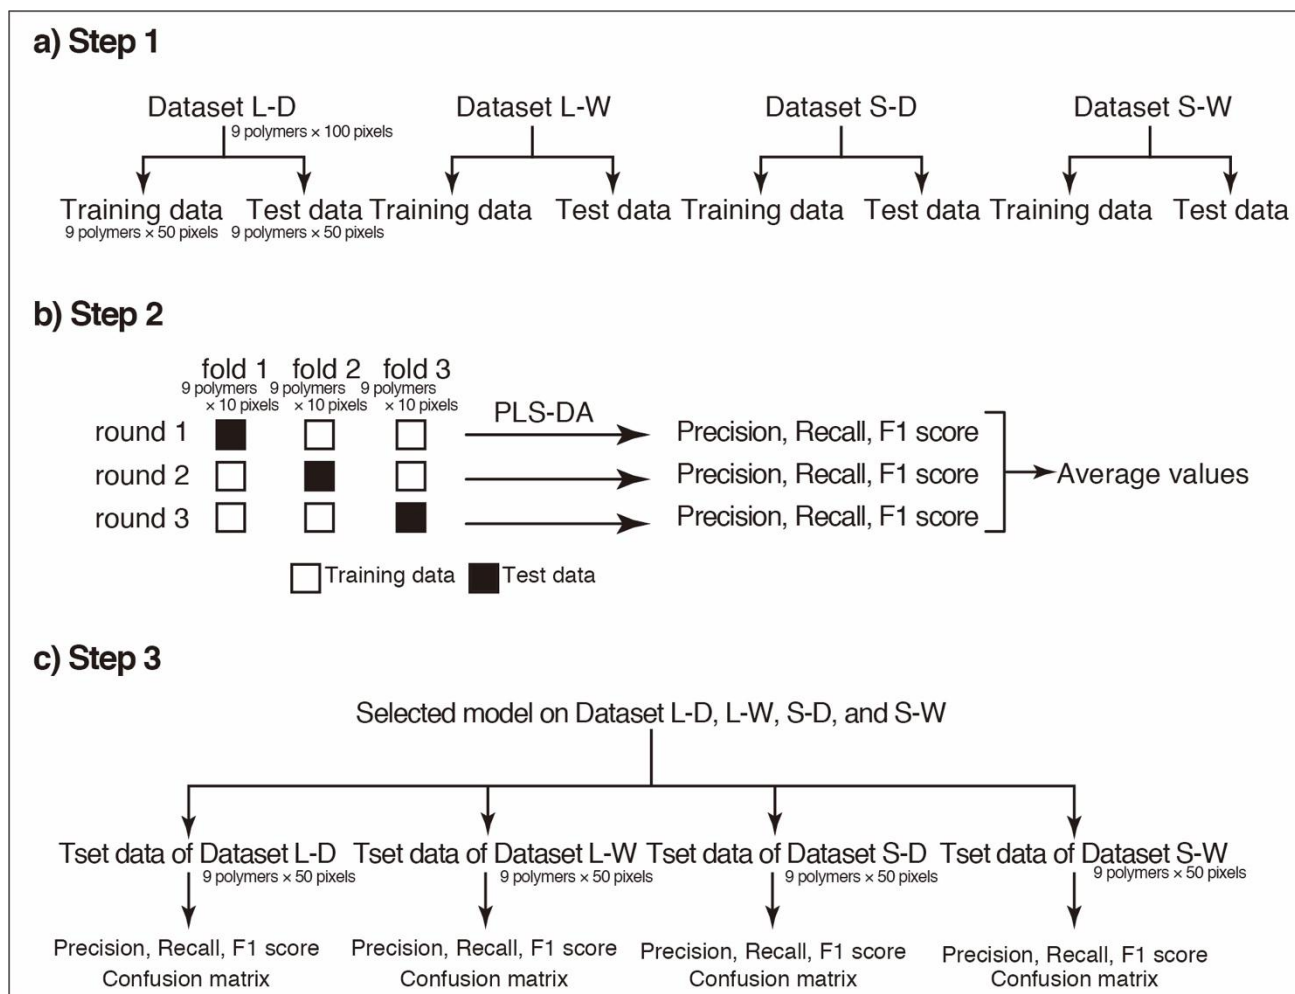 a) Step 1
Dataset L-D
Dataset L-W
Dataset S-D
Dataset S-W
9 polymers × 100 pixels
Training data
Test data
Training data
Test data
Training data
Test data
Training data
Test data
9 polymers × 50 pixels
9 polymers × 50 pixels
b) Step 2
fold 1
fold 2
fold 3
9 polymers
× 10 pixels
9 polymers
× 10 pixels
9 polymers
× 10 pixels
PLS-DA
round 1
Precision, Recall, F1 score
round 2
Precision, Recall, F1 score
Average values
round 3
Precision, Recall, F1 score
Training data
Test data
c) Step 3
Selected model on Dataset L-D, L-W, S-D, and S-W
Tset data of Dataset L-D
Tset data of Dataset L-W
Tset data of Dataset S-D
Tset data of Dataset S-W
9 polymers × 50 pixels
9 polymers × 50 pixels
9 polymers × 50 pixels
9 polymers × 50 pixels
Precision, Recall, F1 score
Confusion matrix
Precision, Recall, F1 score
Confusion matrix
Precision, Recall, F1 score
Confusion matrix
Precision, Recall, F1 score
Confusion matrix